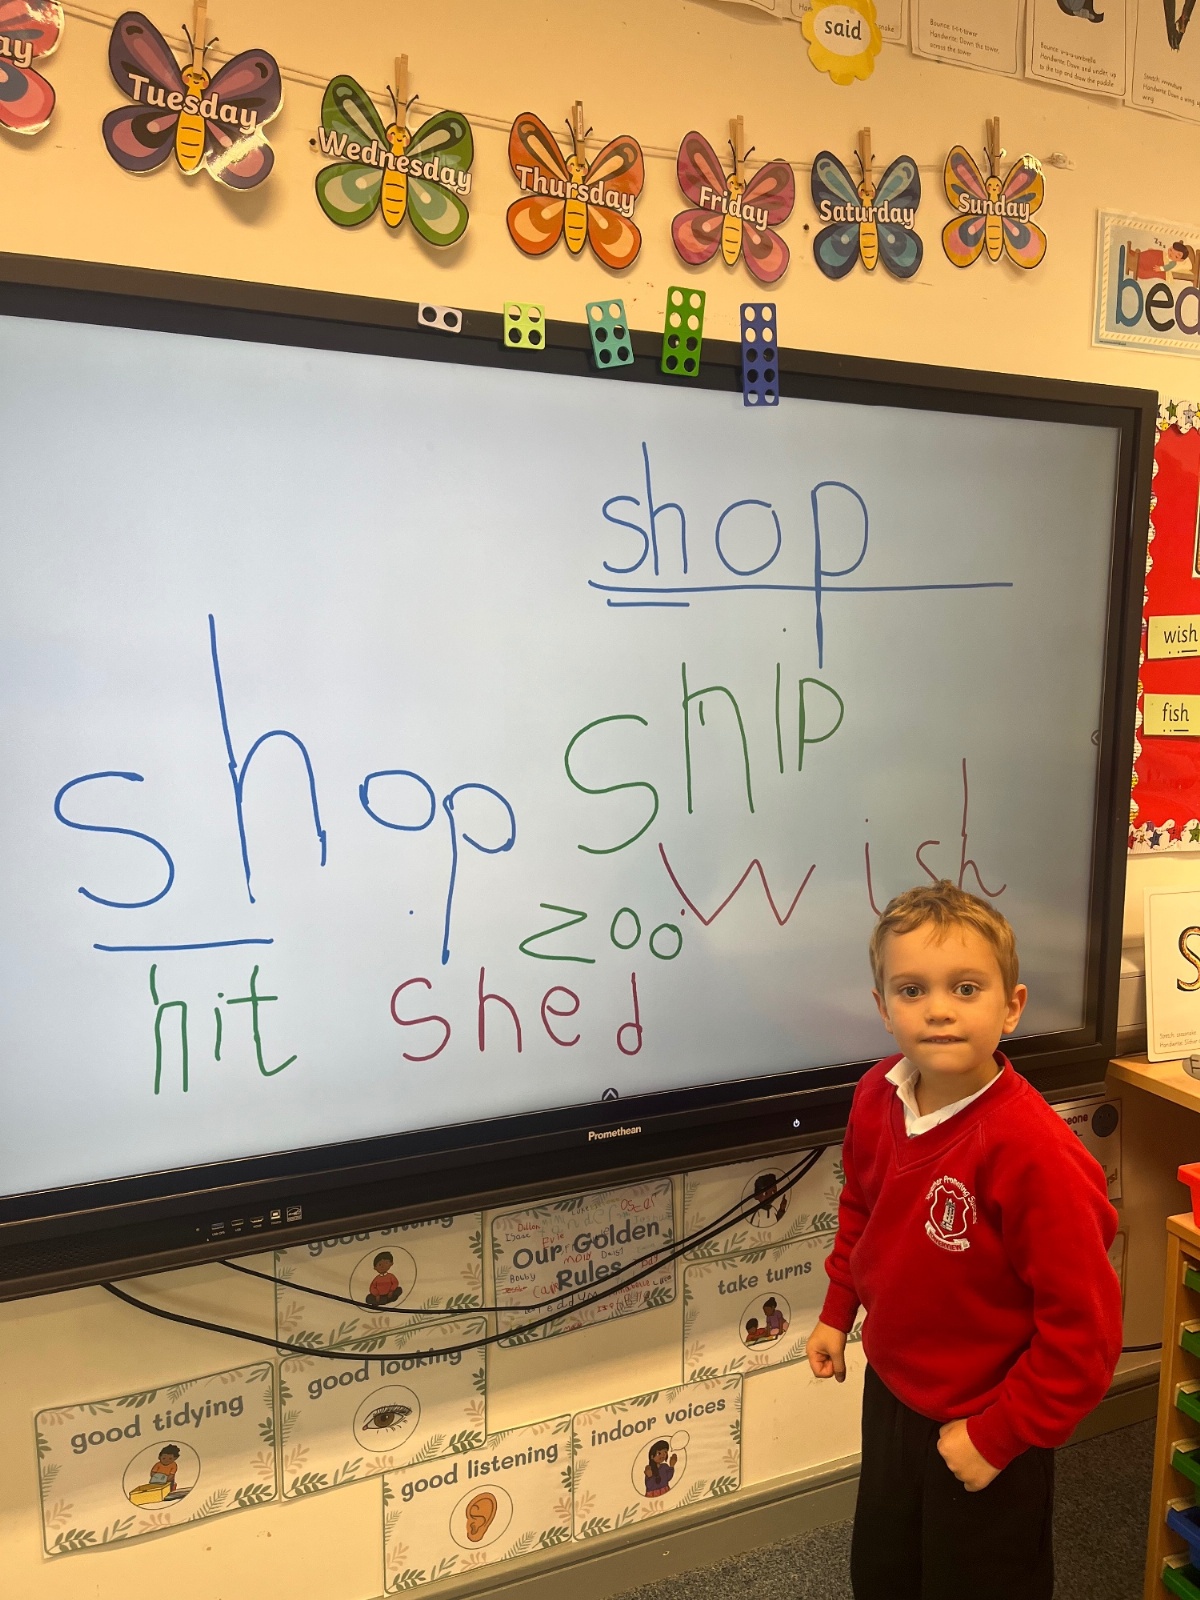 Tuesday
Wednesday
Thursday
Friday
Saturday
Sunday
said
bed
shop
shop
ship
wish
zoo
hit
shed
wish
fish
Promethean
good sitting
Our Golden
Rules
take turns
good looking
good tidying
good listening
indoor voices